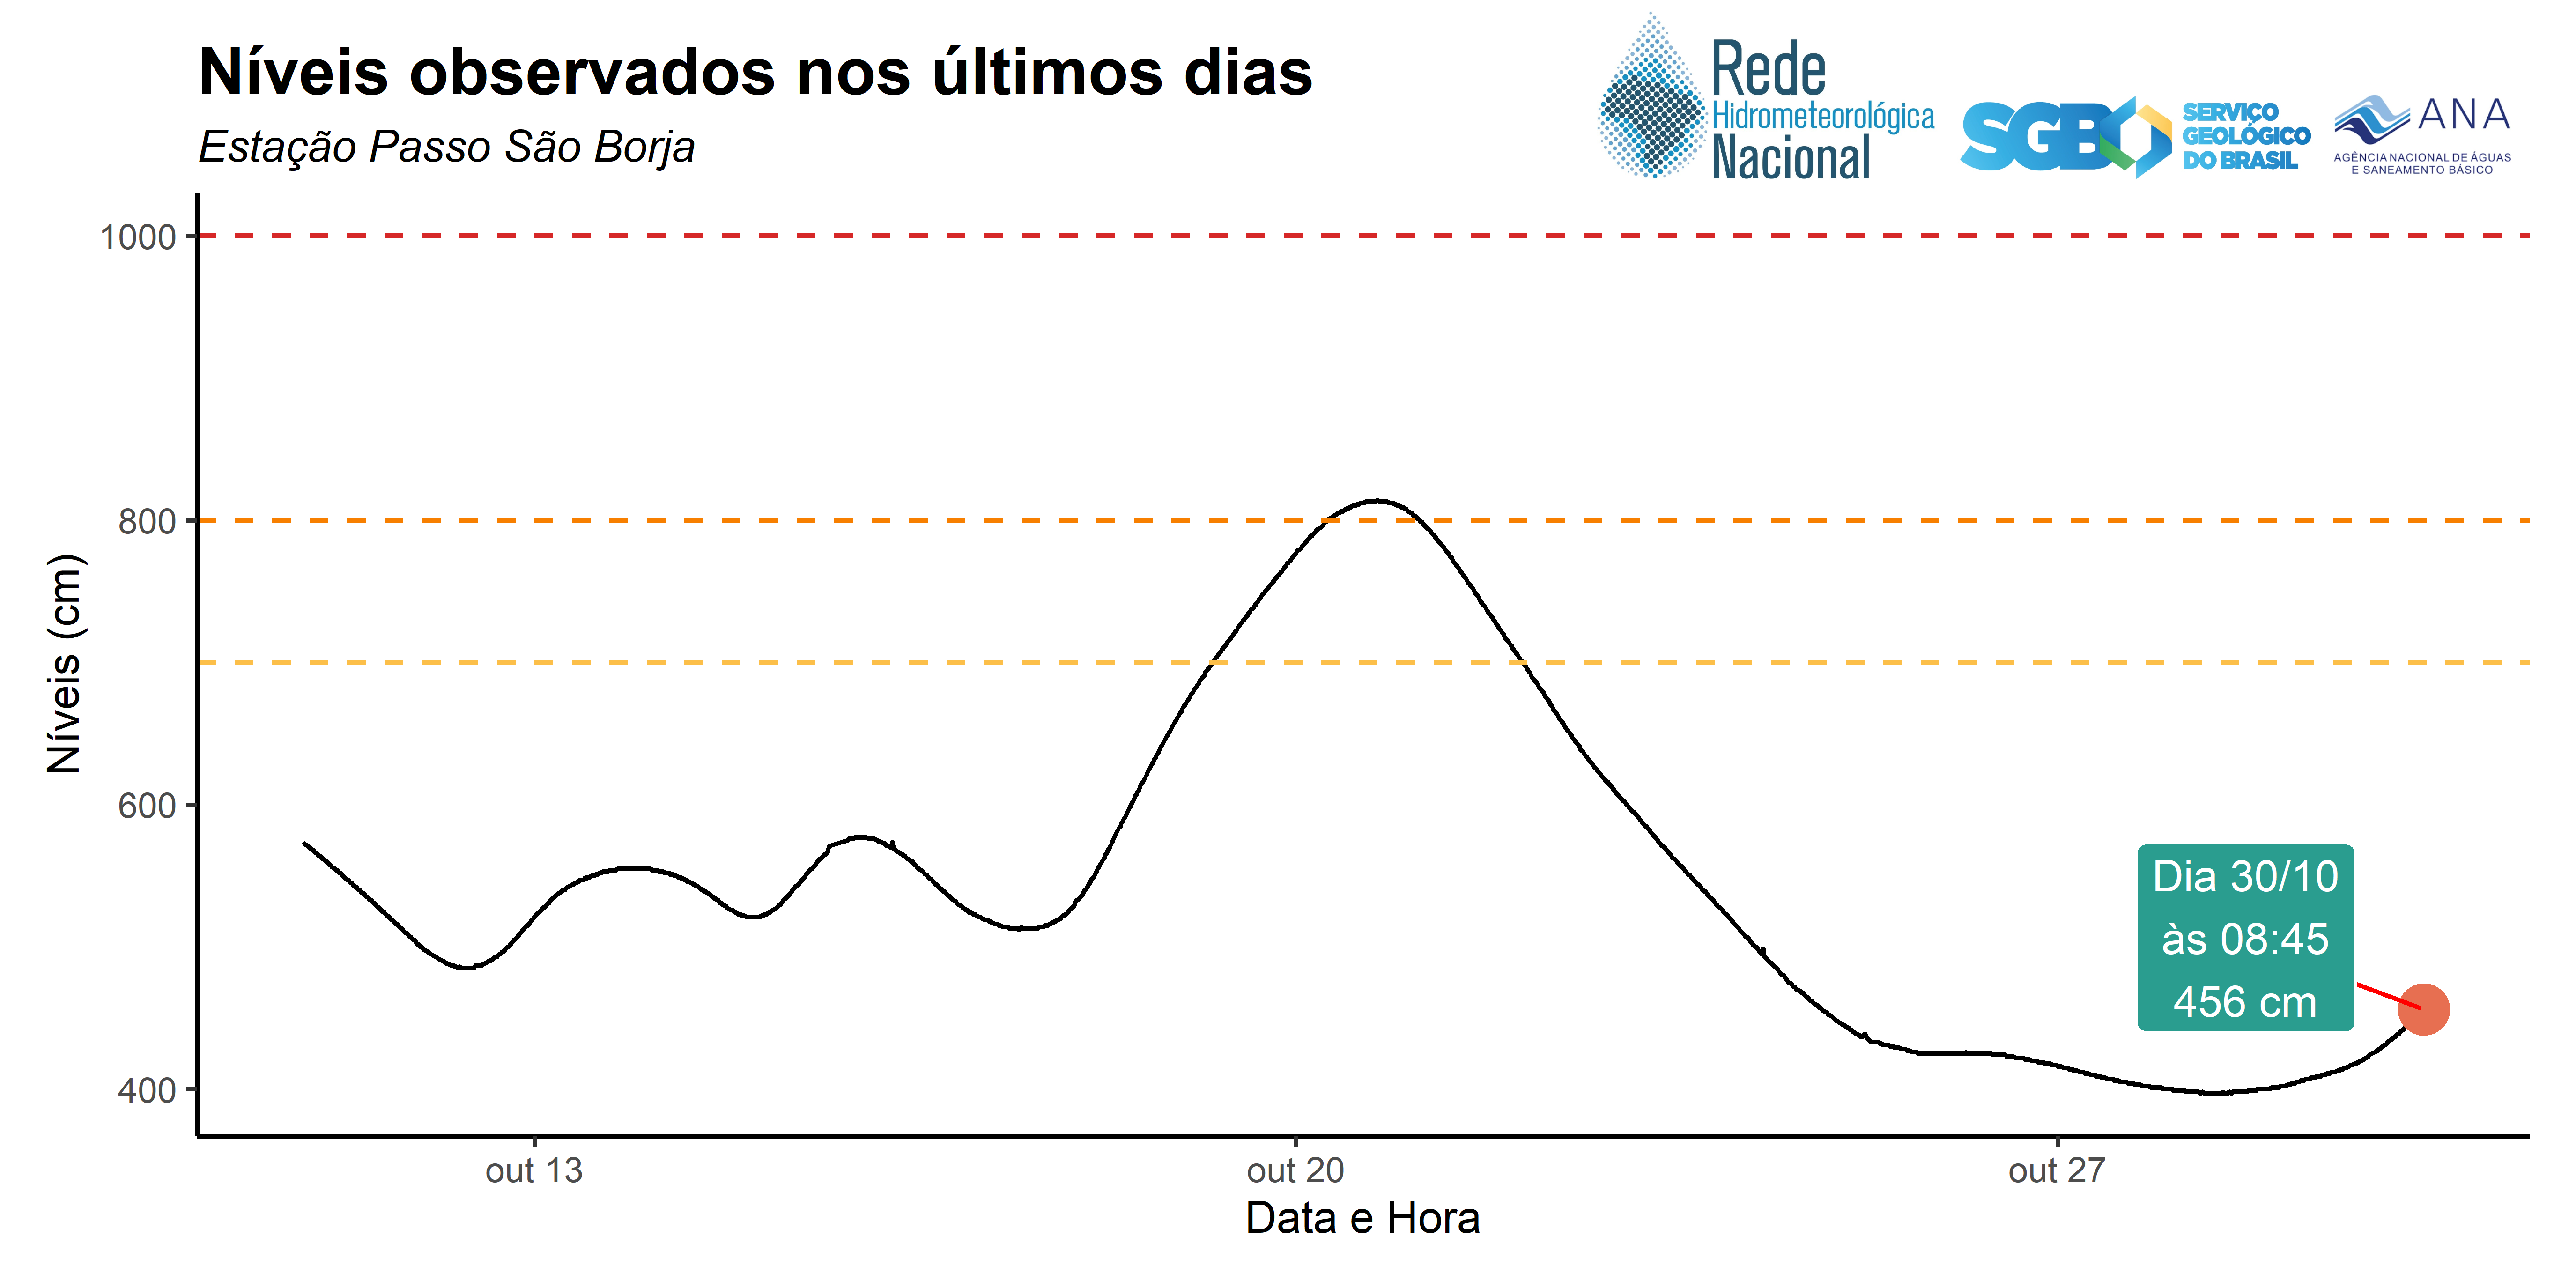 Níveis observados nos últimos dias
Estação Passo São Borja
Rede
Hidrometeorológica
Nacional
SGB
SERVIÇO
GEOLÓGICO
DO BRASIL
ANA
AGÊNCIA NACIONAL DE ÁGUAS
E SANEAMENTO BÁSICO
Níveis (cm)
1000
800
600
400
Dia 30/10
às 08:45
456 cm
out 13
out 20
out 27
Data e Hora